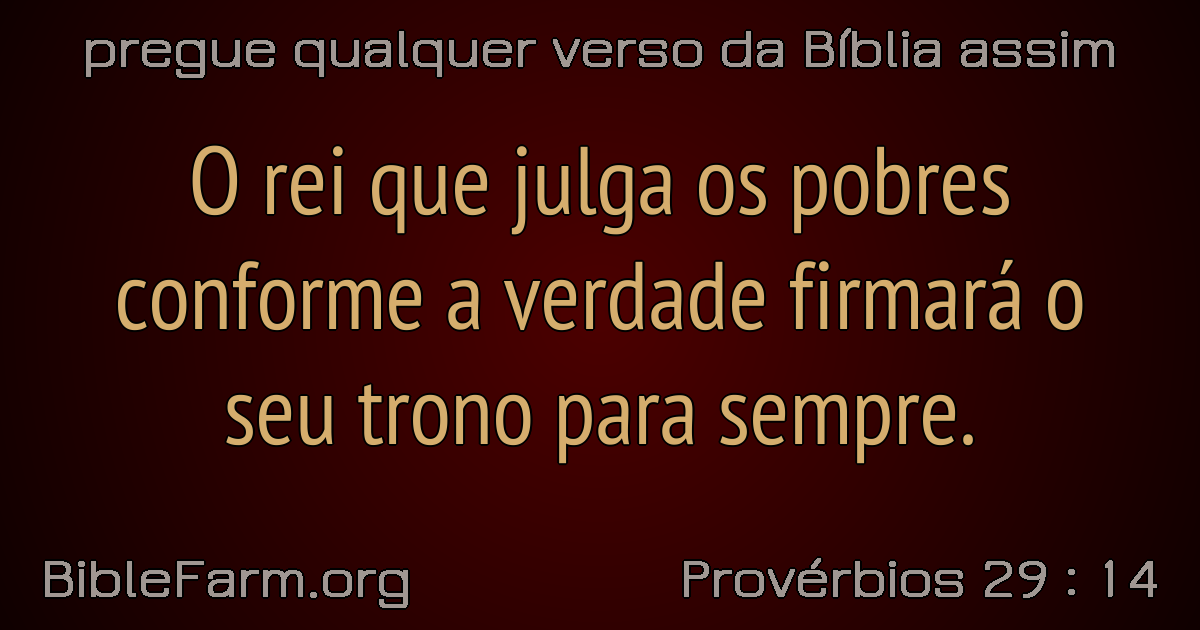 pregue qualquer verso da Bíblia assim
O rei que julga os pobres
conforme a verdade firmará o
seu trono para sempre.
BibleFarm.org
Provérbios 29 : 14